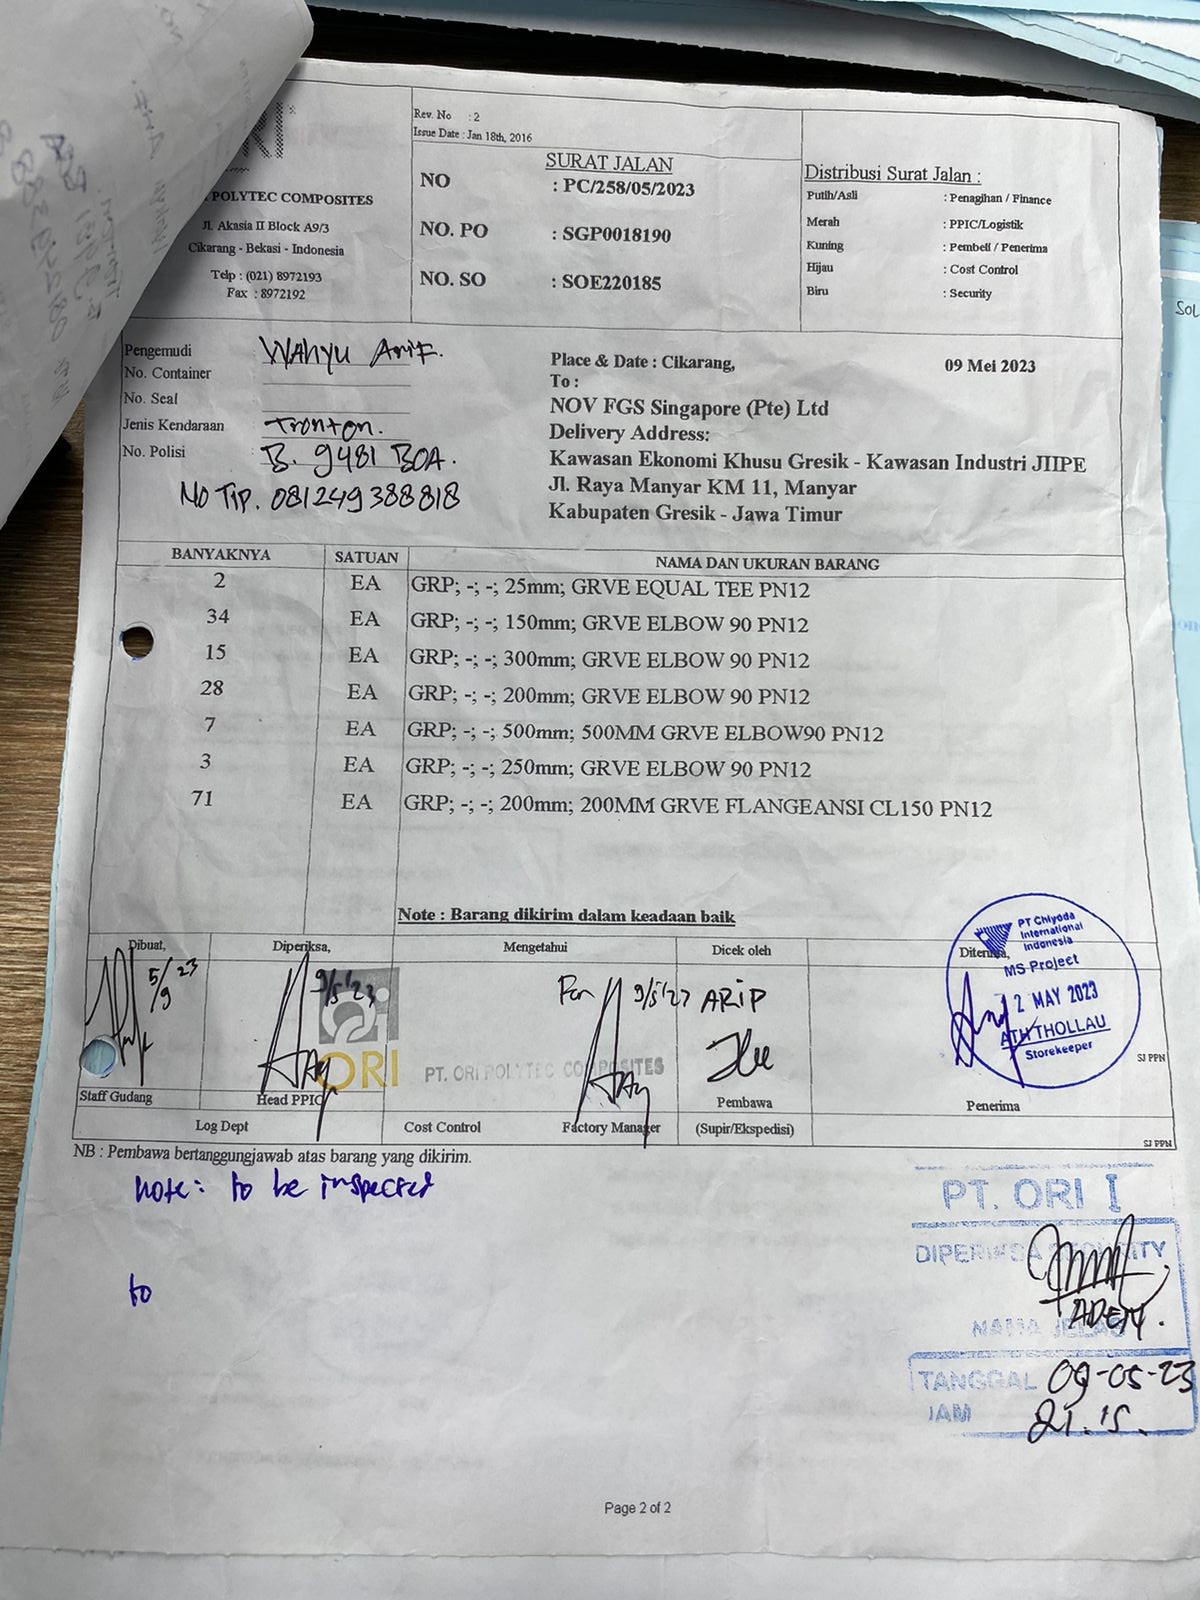 Rev. No : 2
Issue Date : Jan 18th, 2016
SURAT JALAN
NO : PC/258/05/2023
NO. PO : SGP0018190
NO. SO : SOE220185
Distribusi Surat Jalan :
Putih/Asli : Penagihan / Finance
Merah : PPIC/Logistik
Kuning : Pembeli / Penerima
Hijau : Cost Control
Biru : Security
POLYTEC COMPOSITES
Jl. Akasia II Block A9/3
Cikarang - Bekasi - Indonesia
Telp : (021) 8972193
Fax : 8972192
Pengemudi Wahyu Arif.
No. Container
No. Seal
Jenis Kendaraan Tronton.
No. Polisi B. 9481 BOA.
No Tlp. 081249388818
Place & Date : Cikarang, 09 Mei 2023
To :
NOV FGS Singapore (Pte) Ltd
Delivery Address:
Kawasan Ekonomi Khusu Gresik - Kawasan Industri JIIPE
Jl. Raya Manyar KM 11, Manyar
Kabupaten Gresik - Jawa Timur
BANYAKNYA SATUAN NAMA DAN UKURAN BARANG
2 EA GRP; -; -; 25mm; GRVE EQUAL TEE PN12
34 EA GRP; -; -; 150mm; GRVE ELBOW 90 PN12
15 EA GRP; -; -; 300mm; GRVE ELBOW 90 PN12
28 EA GRP; -; -; 200mm; GRVE ELBOW 90 PN12
7 EA GRP; -; -; 500mm; 500MM GRVE ELBOW90 PN12
3 EA GRP; -; -; 250mm; GRVE ELBOW 90 PN12
71 EA GRP; -; -; 200mm; 200MM GRVE FLANGEANSI CL150 PN12
Note : Barang dikirim dalam keadaan baik
Dibuat, Diperiksa, Mengetahui Dicek oleh Diterima,
PT Chiyoda
International
Indonesia
MS Project
2 MAY 2023
ATH THOLLAU
Storekeeper
5/9 23
9/5'23
For 9/5'23
ARIP
ORI PT. ORI POLYTEC COMPOSITES
SJ PPN
Staff Gudang Head PPIC Pembawa Penerima
Log Dept Cost Control Factory Manager (Supir/Ekspedisi)
SJ PPN
NB : Pembawa bertanggungjawab atas barang yang dikirim.
note: to be inspected
to
PT. ORI I
DIPERIKSA SECURITY
ADEN.
NAMA JELAS
TANGGAL 09-05-23
JAM 21.15.
Page 2 of 2